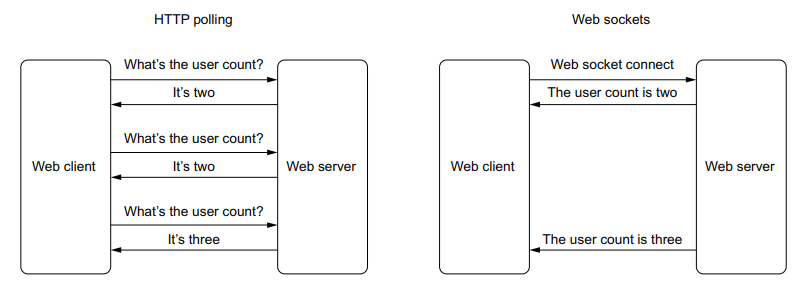 HTTP polling
What's the user count?
It's two
What's the user count?
Web client
It's two
Web server
What's the user count?
It's three
Web sockets
Web socket connect
The user count is two
Web client
Web server
The user count is three